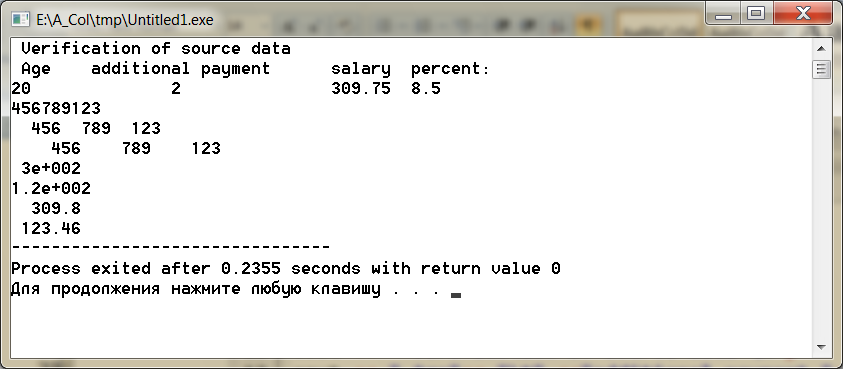 E:\A_Col\tmp\Untitled1.exe
 Verification of source data
 Age    additional payment      salary  percent:
20              2               309.75  8.5
456789123
  456  789  123
    456    789    123
 3e+002
1.2e+002
  309.8
 123.46
--------------------------------
Process exited after 0.2355 seconds with return value 0
Для продолжения нажмите любую клавишу . . .